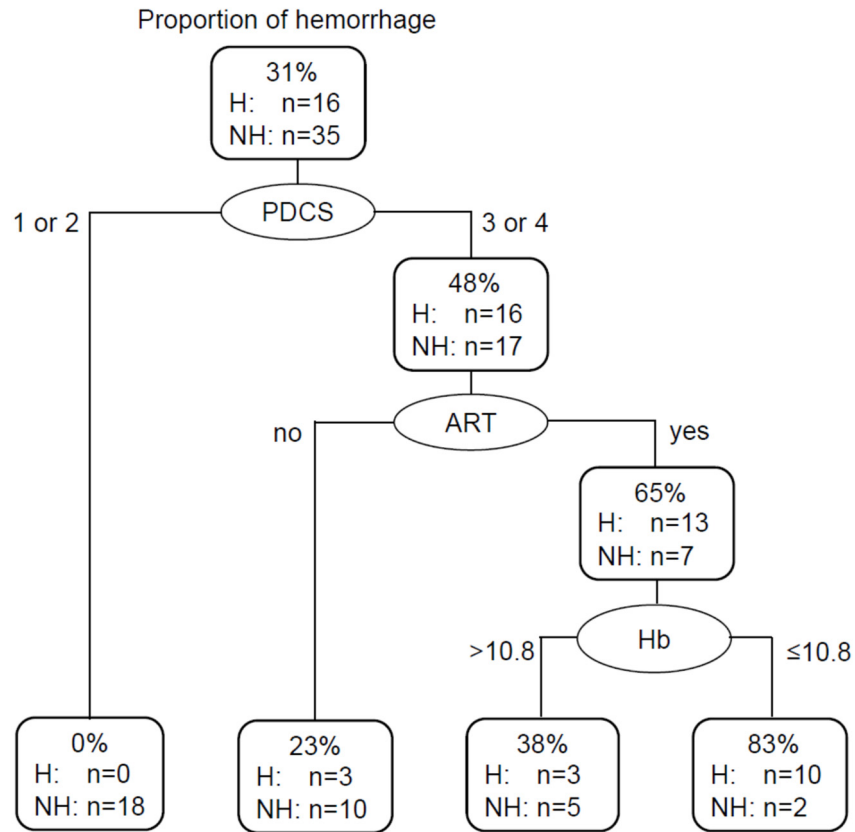 Proportion of hemorrhage
31%
H: n=16
NH: n=35
PDCS
1 or 2
3 or 4
48%
H: n=16
NH: n=17
ART
no
yes
65%
H: n=13
NH: n=7
Hb
>10.8
≤10.8
0%
H: n=0
NH: n=18
23%
H: n=3
NH: n=10
38%
H: n=3
NH: n=5
83%
H: n=10
NH: n=2